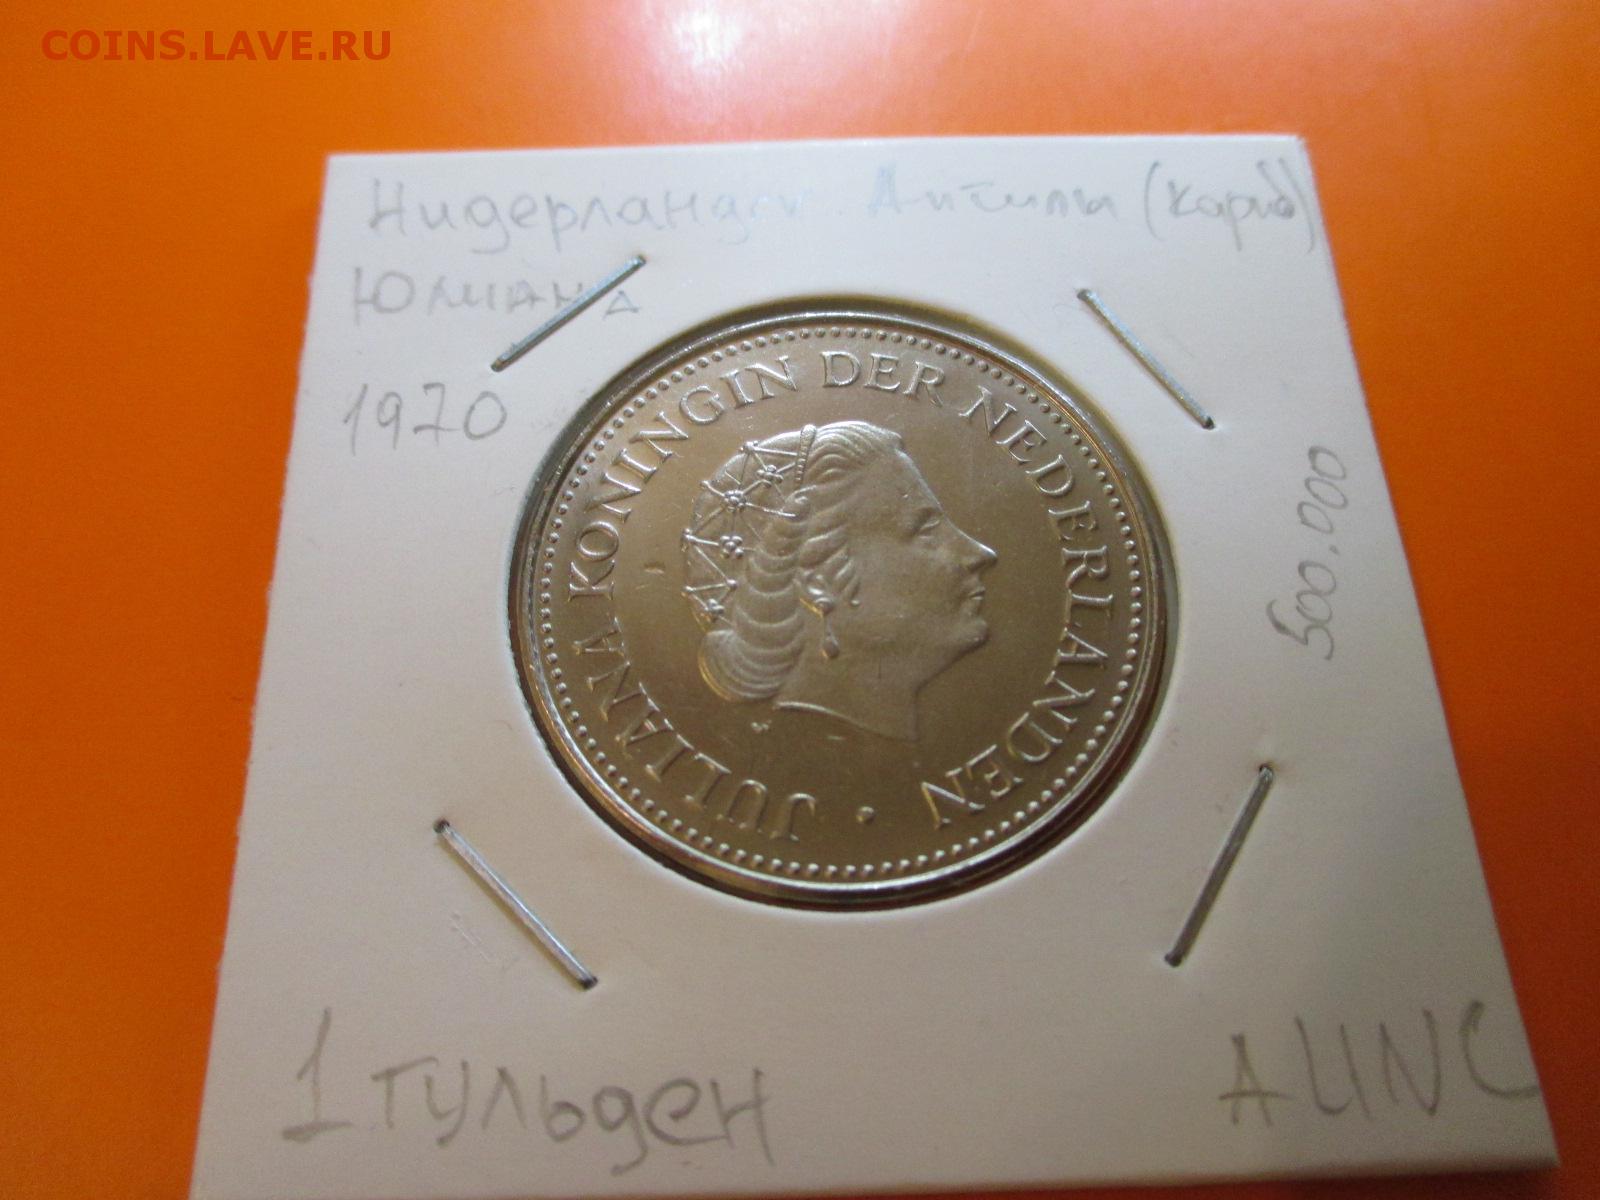 COINS.LAVE.RU
Нидерландск. Антилы (Кариб)
Юлиана
1970
JULIANA KONINGIN DER NEDERLANDEN
500.000
1 гульден
AUNC